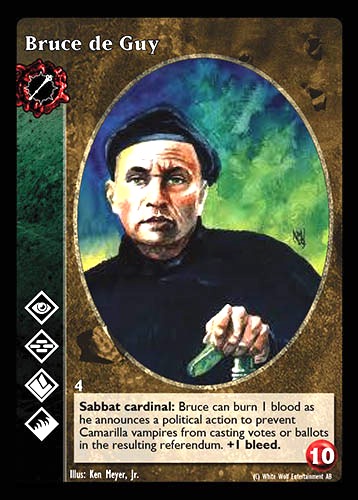 Bruce de Guy
4
Sabbat cardinal: Bruce can burn 1 blood as
he announces a political action to prevent
Camarilla vampires from casting votes or ballots
in the resulting referendum. +1 bleed.
10
Illus: Ken Meyer, Jr.
(C) White Wolf Entertainment AB